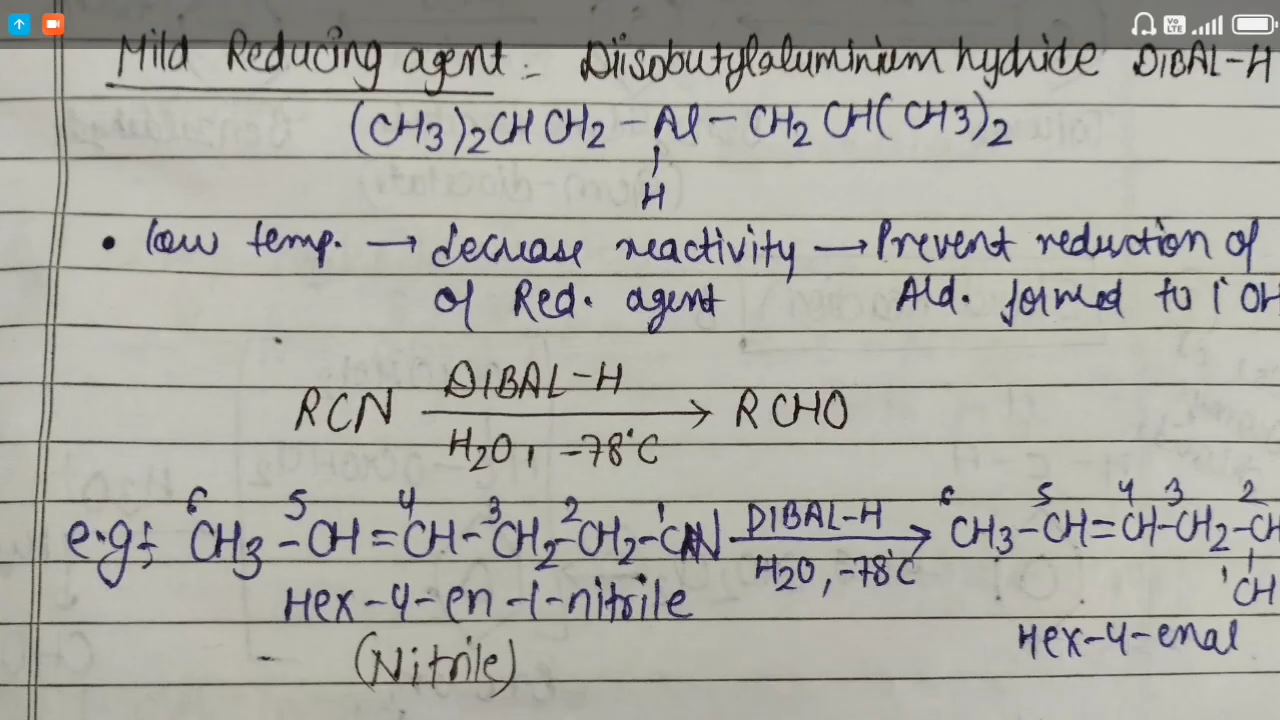 Mild Reducing agent - Diisobutylaluminium hydride DIBAL-H
(CH3)2CHCH2-Al-CH2CH(CH3)2
H
• low temp. → decrease reactivity → Prevent reduction of
of Red. agent Ald. formed to 1° OH
RCN DIBAL-H → RCHO
H2O, -78°C
6 5 4 3 2 1 DIBAL-H 6 5 4 3 2
e.g:- CH3-CH=CH-CH2-CH2-CN → CH3-CH=CH-CH2-CH
H2O, -78°C
1 CH
Hex-4-en-1-nitrile
Hex-4-enal
(Nitrile)